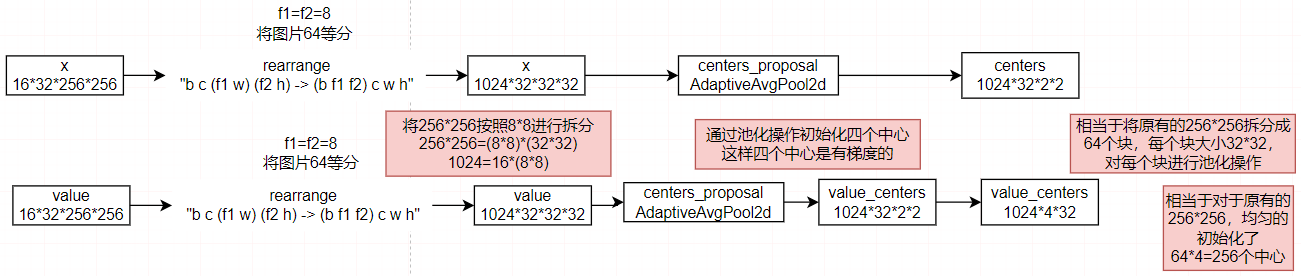 f1=f2=8
将图片64等分
x
16*32*256*256
rearrange
"b c (f1 w) (f2 h) -> (b f1 f2) c w h"
x
1024*32*32*32
centers_proposal
AdaptiveAvgPool2d
centers
1024*32*2*2
将256*256按照8*8进行拆分
256*256=(8*8)*(32*32)
1024=16*(8*8)
通过池化操作初始化四个中心
这样四个中心是有梯度的
相当于将原有的256*256拆分成
64个块，每个块大小32*32，
对每个块进行池化操作
f1=f2=8
将图片64等分
value
16*32*256*256
rearrange
"b c (f1 w) (f2 h) -> (b f1 f2) c w h"
value
1024*32*32*32
centers_proposal
AdaptiveAvgPool2d
value_centers
1024*32*2*2
value_centers
1024*4*32
相当于对于原有的
256*256，均匀的
初始化了
64*4=256个中心